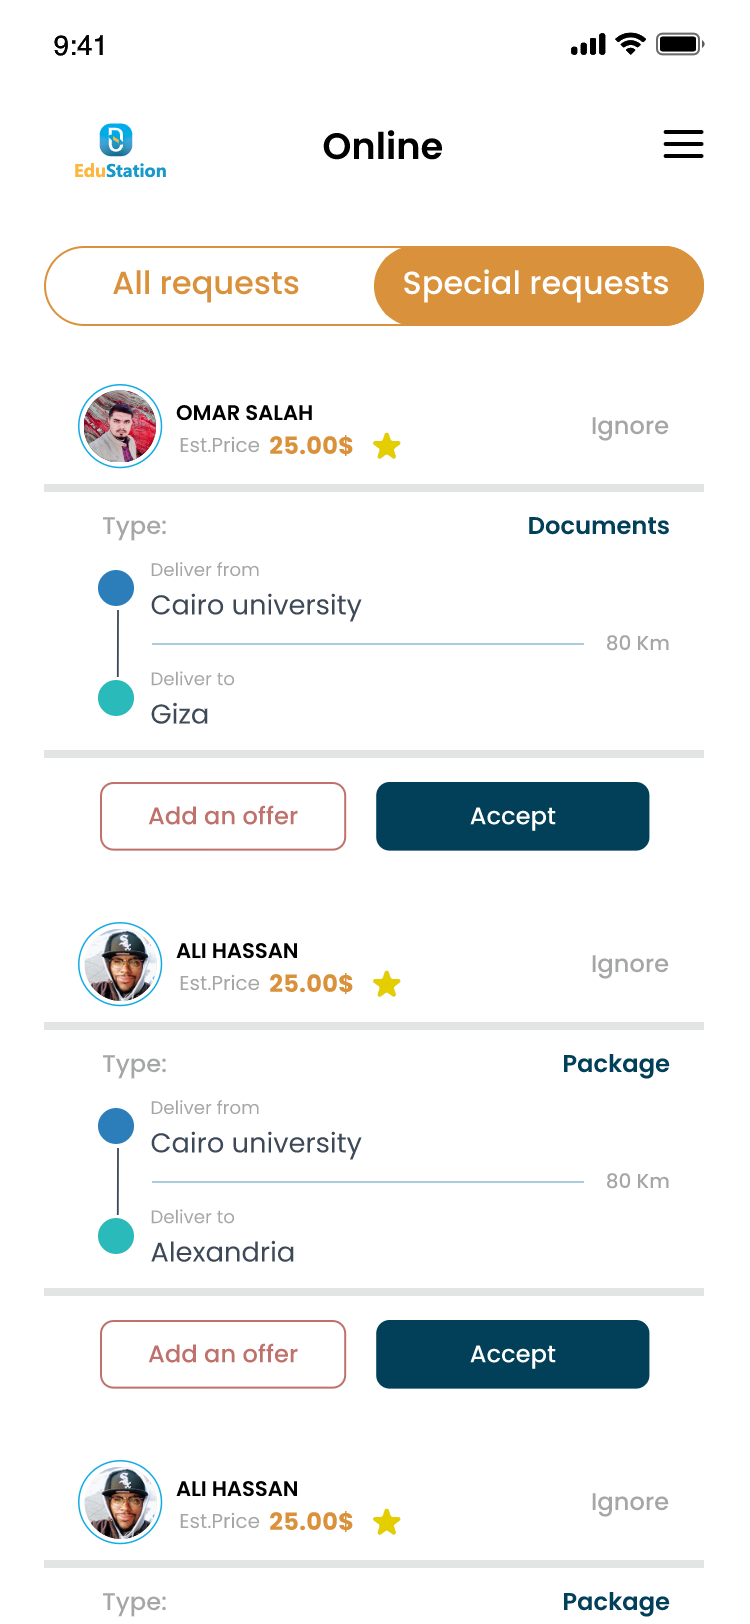 9:41
EduStation
Online
All requests
Special requests
OMAR SALAH
Est.Price 25.00$
Ignore
Type:
Documents
Deliver from
Cairo university
80 Km
Deliver to
Giza
Add an offer
Accept
ALI HASSAN
Est.Price 25.00$
Ignore
Type:
Package
Deliver from
Cairo university
80 Km
Deliver to
Alexandria
Add an offer
Accept
ALI HASSAN
Est.Price 25.00$
Ignore
Type:
Package